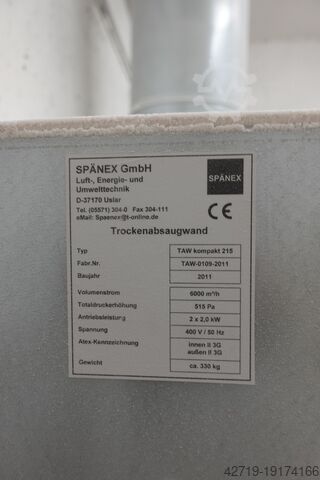 SPÄNEX GmbH
Luft-, Energie- und
Umwelttechnik
D-37170 Uslar
Tel. (05571) 304-0 Fax 304-111
eMail: Spaenex@t-online.de
SPÄNEX
CE
Trockenabsaugwand
Typ TAW kompakt 215
Fabr.Nr. TAW-0109-2011
Baujahr 2011
Volumenstrom 6000 m³/h
Totaldruckerhöhung 515 Pa
Antriebsleistung 2 x 2,0 kW
Spannung 400 V / 50 Hz
Atex-Kennzeichnung innen II 3G
außen II 3G
Gewicht ca. 330 kg
42719-19174166